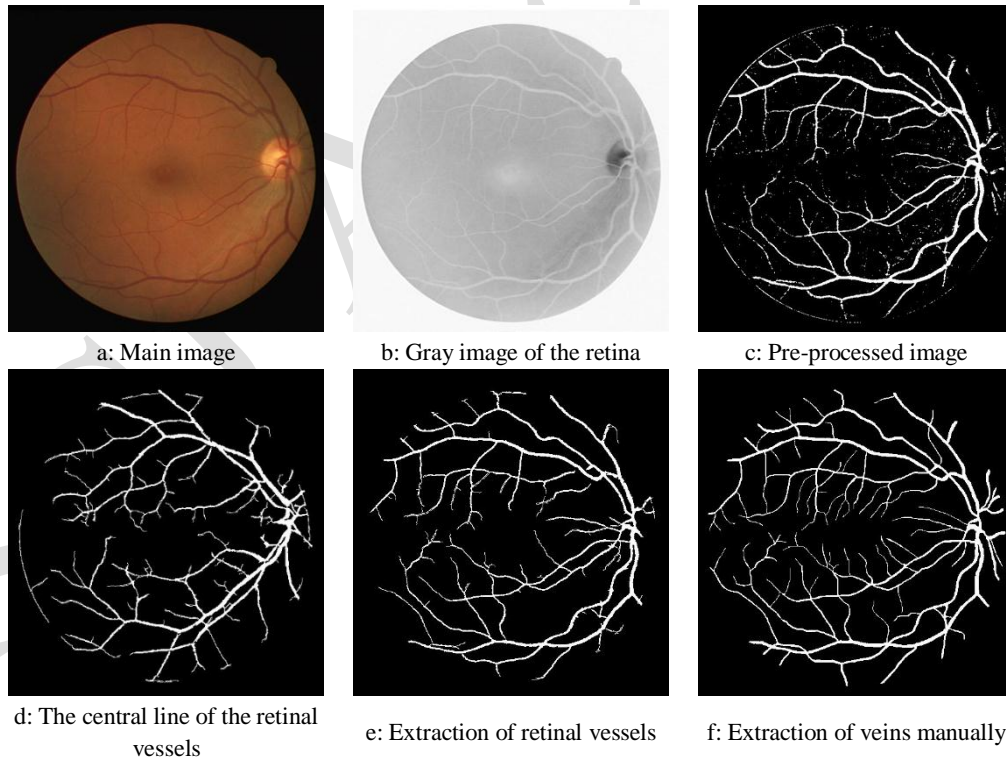 a: Main image
b: Gray image of the retina
c: Pre-processed image
d: The central line of the retinal
vessels
e: Extraction of retinal vessels
f: Extraction of veins manually